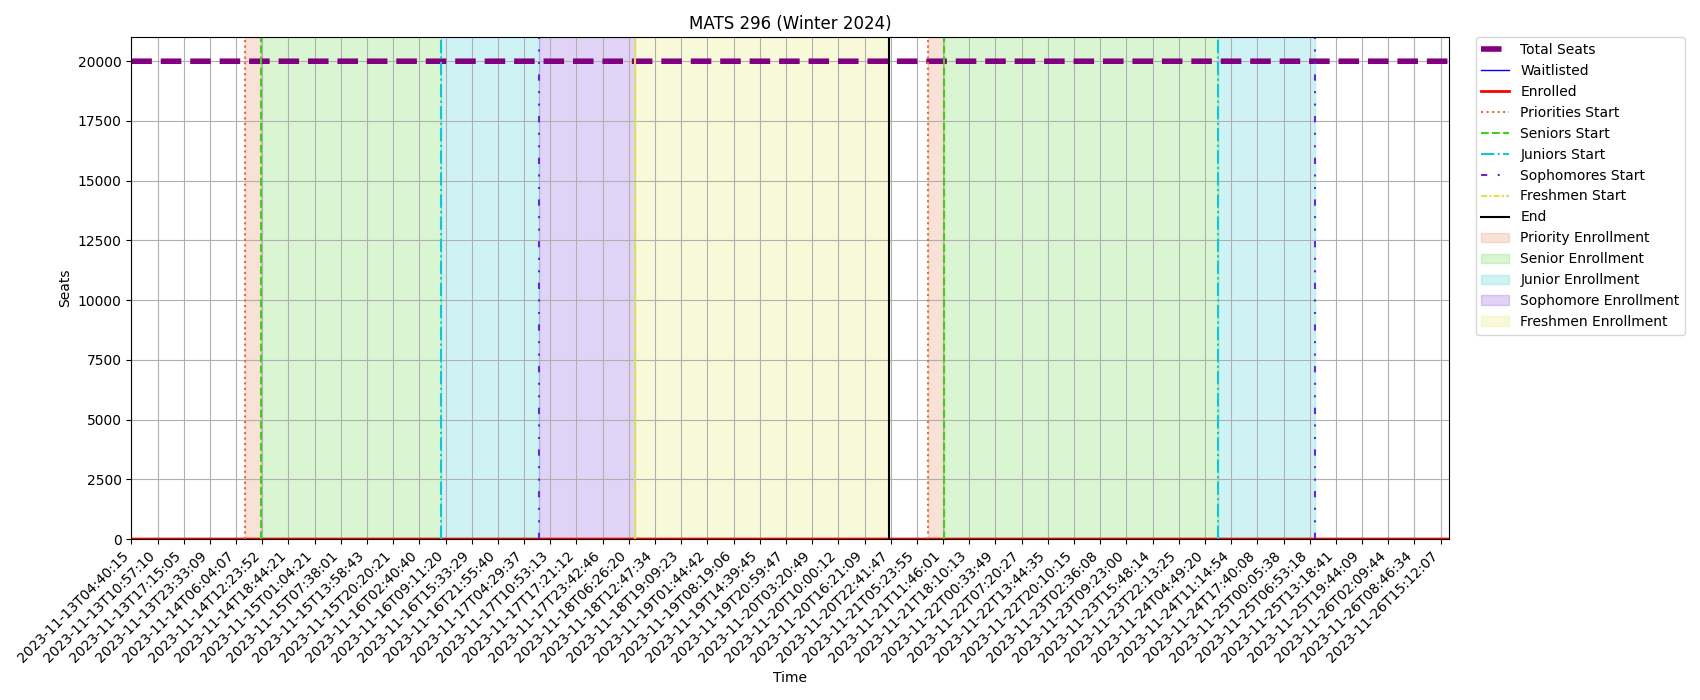 MATS 296 (Winter 2024)
Seats
20000
17500
15000
12500
10000
7500
5000
2500
0
2023-11-13T04:40:15
2023-11-13T10:57:10
2023-11-13T17:15:05
2023-11-13T23:33:09
2023-11-14T06:04:07
2023-11-14T12:23:52
2023-11-14T18:44:21
2023-11-15T01:04:21
2023-11-15T07:38:01
2023-11-15T13:58:43
2023-11-15T20:20:21
2023-11-16T02:40:40
2023-11-16T09:11:20
2023-11-16T15:33:29
2023-11-16T21:55:40
2023-11-17T04:29:37
2023-11-17T10:53:13
2023-11-17T17:21:12
2023-11-17T23:42:46
2023-11-18T06:26:20
2023-11-18T12:47:34
2023-11-18T19:09:23
2023-11-19T01:44:42
2023-11-19T08:19:06
2023-11-19T14:39:45
2023-11-19T20:59:47
2023-11-20T03:20:49
2023-11-20T10:00:12
2023-11-20T16:21:09
2023-11-20T22:41:47
2023-11-21T05:23:55
2023-11-21T11:46:01
2023-11-21T18:10:13
2023-11-22T00:33:49
2023-11-22T07:20:27
2023-11-22T13:44:35
2023-11-22T20:10:15
2023-11-23T02:36:08
2023-11-23T09:23:00
2023-11-23T15:48:14
2023-11-23T22:13:25
2023-11-24T04:49:20
2023-11-24T11:14:54
2023-11-24T17:40:08
2023-11-25T00:05:38
2023-11-25T06:53:18
2023-11-25T13:18:41
2023-11-25T19:44:09
2023-11-26T02:09:44
2023-11-26T08:46:34
2023-11-26T15:12:07
Time
Total Seats
Waitlisted
Enrolled
Priorities Start
Seniors Start
Juniors Start
Sophomores Start
Freshmen Start
End
Priority Enrollment
Senior Enrollment
Junior Enrollment
Sophomore Enrollment
Freshmen Enrollment